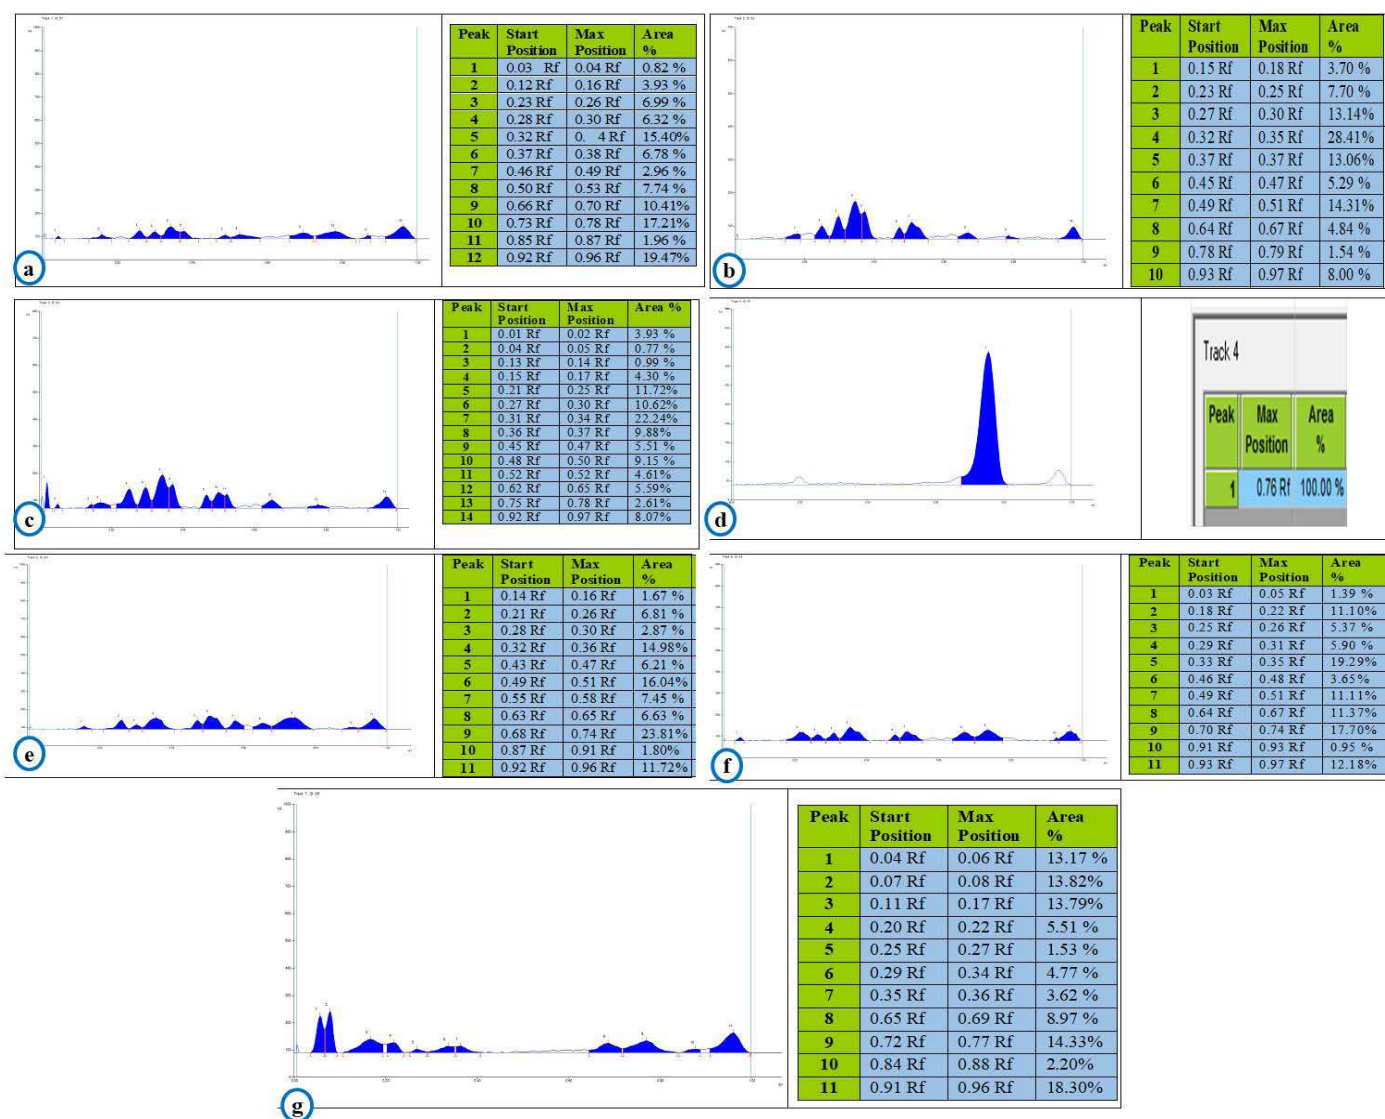 Peak Start Position Max Position Area %
1 0.03 Rf 0.04 Rf 0.82 %
2 0.12 Rf 0.16 Rf 3.93 %
3 0.23 Rf 0.26 Rf 6.99 %
4 0.28 Rf 0.30 Rf 6.32 %
5 0.32 Rf 0. 4 Rf 15.40%
6 0.37 Rf 0.38 Rf 6.78 %
7 0.46 Rf 0.49 Rf 2.96 %
8 0.50 Rf 0.53 Rf 7.74 %
9 0.66 Rf 0.70 Rf 10.41%
10 0.73 Rf 0.78 Rf 17.21%
11 0.85 Rf 0.87 Rf 1.96 %
12 0.92 Rf 0.96 Rf 19.47%
a
Peak Start Position Max Position Area %
1 0.15 Rf 0.18 Rf 3.70 %
2 0.23 Rf 0.25 Rf 7.70 %
3 0.27 Rf 0.30 Rf 13.14%
4 0.32 Rf 0.35 Rf 28.41%
5 0.37 Rf 0.37 Rf 13.06%
6 0.45 Rf 0.47 Rf 5.29 %
7 0.49 Rf 0.51 Rf 14.31%
8 0.64 Rf 0.67 Rf 4.84 %
9 0.78 Rf 0.79 Rf 1.54 %
10 0.93 Rf 0.97 Rf 8.00 %
b
Peak Start Position Max Position Area %
1 0.01 Rf 0.02 Rf 3.93 %
2 0.04 Rf 0.05 Rf 0.77 %
3 0.13 Rf 0.14 Rf 0.99 %
4 0.15 Rf 0.17 Rf 4.30 %
5 0.21 Rf 0.25 Rf 11.72%
6 0.27 Rf 0.30 Rf 10.62%
7 0.31 Rf 0.34 Rf 22.24%
8 0.36 Rf 0.37 Rf 9.88%
9 0.45 Rf 0.47 Rf 5.51 %
10 0.48 Rf 0.50 Rf 9.15 %
11 0.52 Rf 0.52 Rf 4.61%
12 0.62 Rf 0.65 Rf 5.59%
13 0.75 Rf 0.78 Rf 2.61%
14 0.92 Rf 0.97 Rf 8.07%
c
Track 4
Peak Max Position Area %
1 0.76 Rf 100.00 %
d
Peak Start Position Max Position Area %
1 0.14 Rf 0.16 Rf 1.67 %
2 0.21 Rf 0.26 Rf 6.81 %
3 0.28 Rf 0.30 Rf 2.87 %
4 0.32 Rf 0.36 Rf 14.98%
5 0.43 Rf 0.47 Rf 6.21 %
6 0.49 Rf 0.51 Rf 16.04%
7 0.55 Rf 0.58 Rf 7.45 %
8 0.63 Rf 0.65 Rf 6.63 %
9 0.68 Rf 0.74 Rf 23.81%
10 0.87 Rf 0.91 Rf 1.80%
11 0.92 Rf 0.96 Rf 11.72%
e
Peak Start Position Max Position Area %
1 0.03 Rf 0.05 Rf 1.39 %
2 0.18 Rf 0.22 Rf 11.10%
3 0.25 Rf 0.26 Rf 5.37 %
4 0.29 Rf 0.31 Rf 5.90 %
5 0.33 Rf 0.35 Rf 19.29%
6 0.46 Rf 0.48 Rf 3.65%
7 0.49 Rf 0.51 Rf 11.11%
8 0.64 Rf 0.67 Rf 11.37%
9 0.70 Rf 0.74 Rf 17.70%
10 0.91 Rf 0.93 Rf 0.95 %
11 0.93 Rf 0.97 Rf 12.18%
f
Peak Start Position Max Position Area %
1 0.04 Rf 0.06 Rf 13.17 %
2 0.07 Rf 0.08 Rf 13.82%
3 0.11 Rf 0.17 Rf 13.79%
4 0.20 Rf 0.22 Rf 5.51 %
5 0.25 Rf 0.27 Rf 1.53 %
6 0.29 Rf 0.34 Rf 4.77 %
7 0.35 Rf 0.36 Rf 3.62 %
8 0.65 Rf 0.69 Rf 8.97 %
9 0.72 Rf 0.77 Rf 14.33%
10 0.84 Rf 0.88 Rf 2.20%
11 0.91 Rf 0.96 Rf 18.30%
g